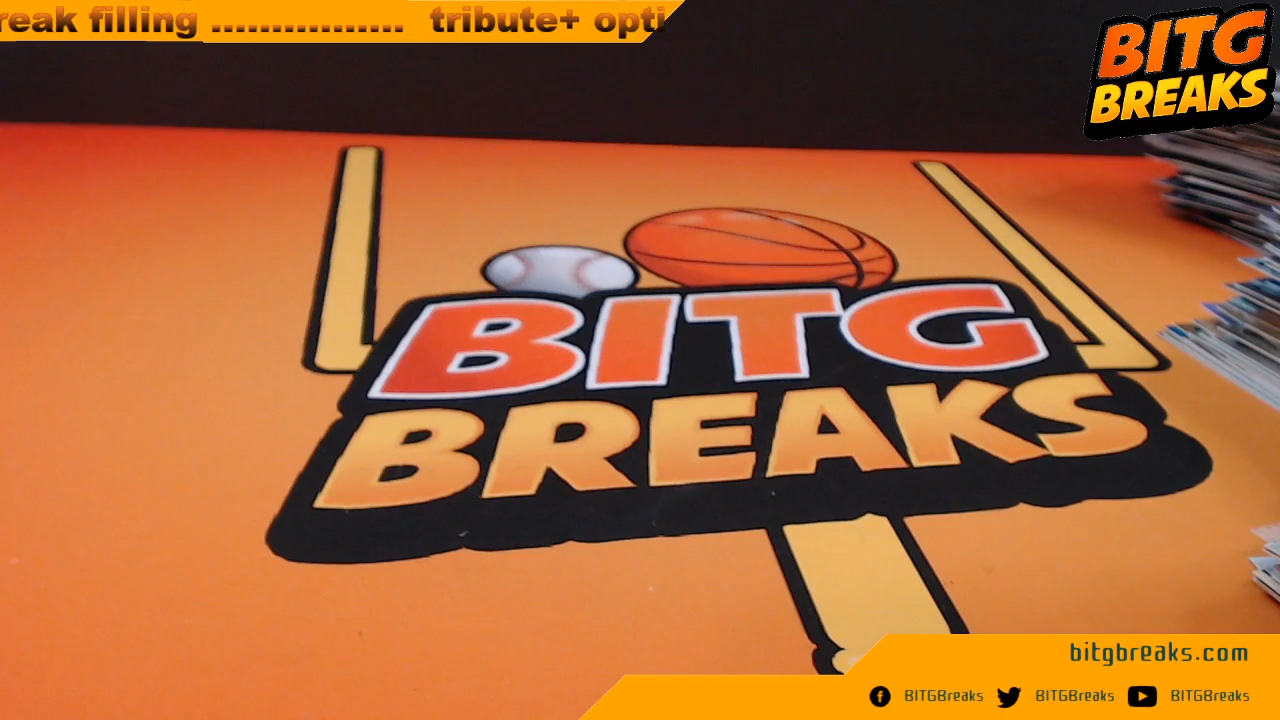 reak filling ................ tribute+ opti
BITG
BREAKS
BITG
BREAKS
bitgbreaks.com
BITGBreaks BITGBreaks BITGBreaks